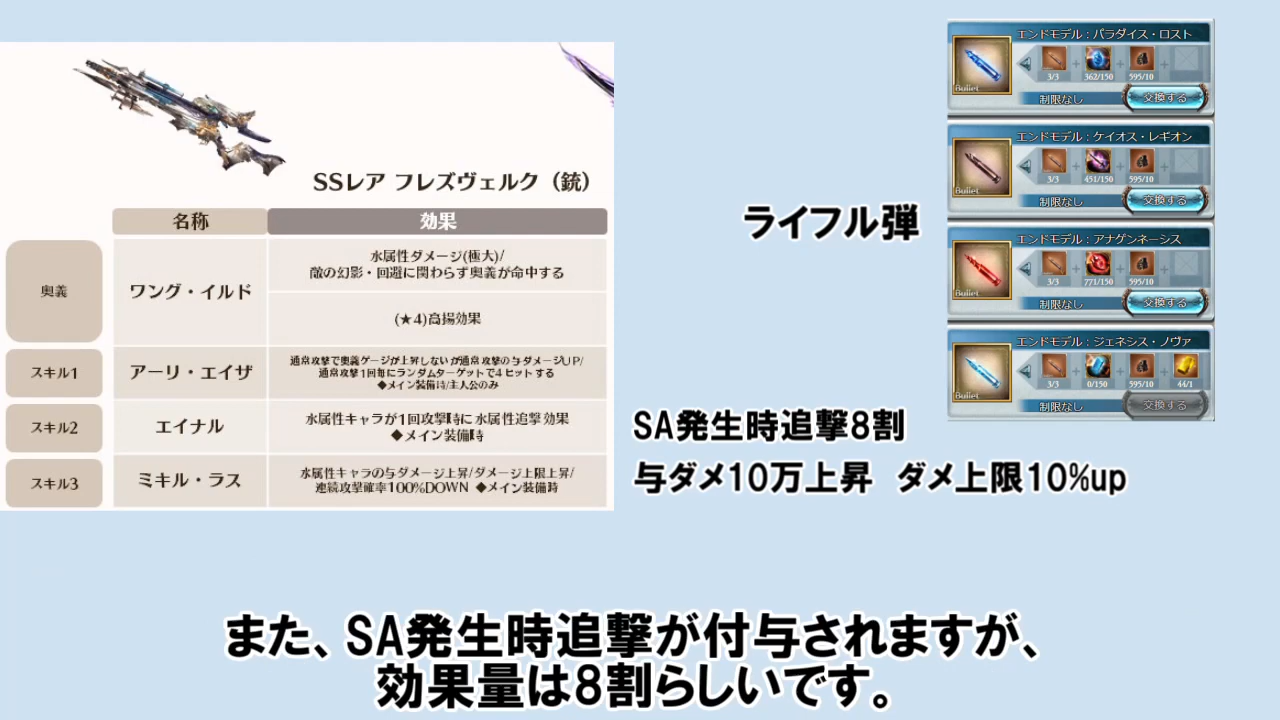 SSレア フレズヴェルク（銃）
名称
効果
奥義
ワング・イルド
水属性ダメージ(極大)/
敵の幻影・回避に関わらず奥義が命中する
(★4)高揚効果
スキル1
アーリ・エイザ
通常攻撃で奥義ゲージが上昇しないが通常攻撃の与ダメージUP/
通常攻撃1回毎にランダムターゲットで4ヒットする
◆メイン装備時/主人公のみ
スキル2
エイナル
水属性キャラが1回攻撃時に水属性追撃効果
◆メイン装備時
スキル3
ミキル・ラス
水属性キャラの与ダメージ上昇/ダメージ上限上昇/
連続攻撃確率100%DOWN ◆メイン装備時
エンドモデル：パラダイス・ロスト
Bullet
3/3
362/150
595/10
制限なし
交換する
エンドモデル：ケイオス・レギオン
Bullet
3/3
451/150
595/10
制限なし
交換する
エンドモデル：アナゲンネーシス
Bullet
3/3
771/150
595/10
制限なし
交換する
エンドモデル：ジェネシス・ノヴァ
Bullet
3/3
0/150
595/10
44/1
制限なし
交換する
ライフル弾
SA発生時追撃8割
与ダメ10万上昇 ダメ上限10%up
また、SA発生時追撃が付与されますが、
効果量は8割らしいです。